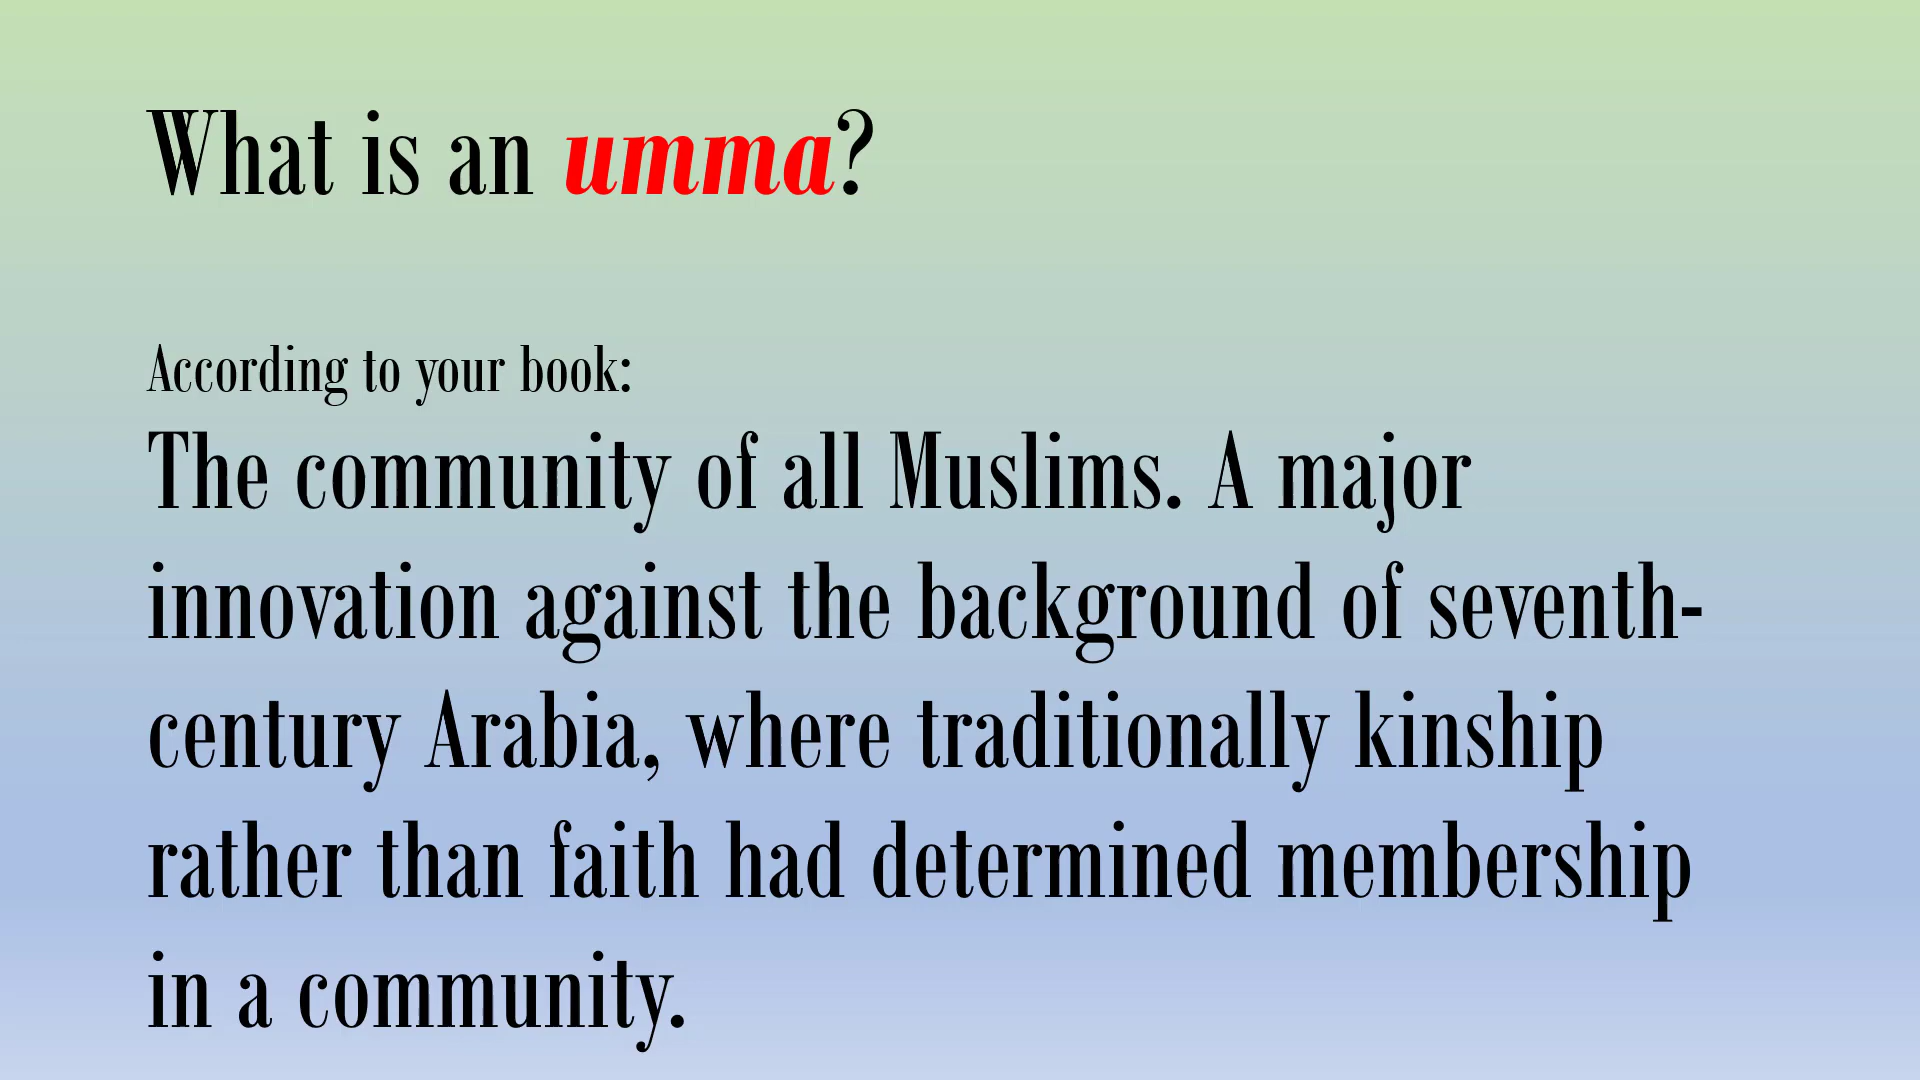 What is an umma?
According to your book:
The community of all Muslims. A major
innovation against the background of seventh-
century Arabia, where traditionally kinship
rather than faith had determined membership
in a community.